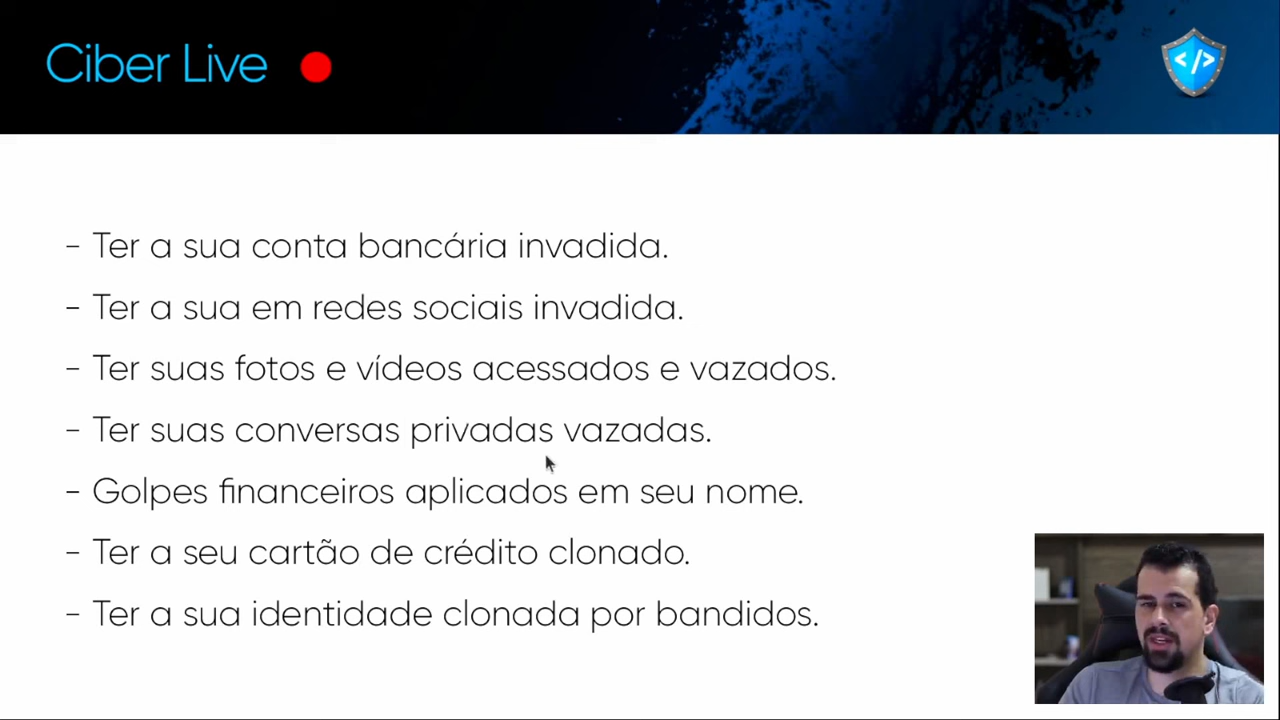 Ciber Live
</>
- Ter a sua conta bancária invadida.
- Ter a sua em redes sociais invadida.
- Ter suas fotos e vídeos acessados e vazados.
- Ter suas conversas privadas vazadas.
- Golpes financeiros aplicados em seu nome.
- Ter a seu cartão de crédito clonado.
- Ter a sua identidade clonada por bandidos.